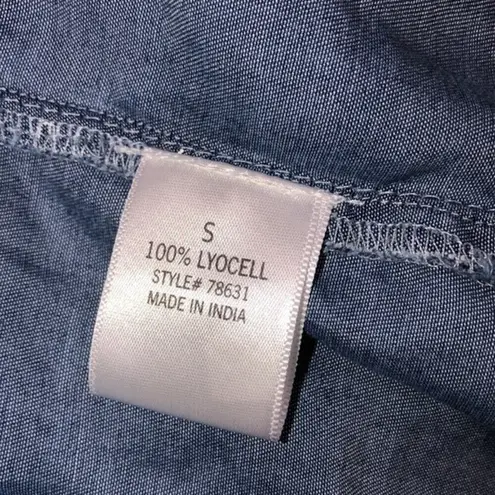 S
100% LYOCELL
STYLE# 78631
MADE IN INDIA